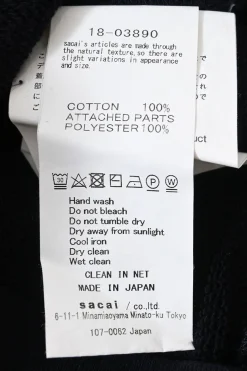 18-03890
sacai's articles are made through
the natural texture, so there are
slight variations in appearance
and size.
COTTON 100%
ATTACHED PARTS
POLYESTER 100%
uct
Hand wash
Do not bleach
Do not tumble dry
Dry away from sunlight
Cool iron
Dry clean
Wet clean
CLEAN IN NET
MADE IN JAPAN
sacai / co.,ltd.
6-11-1 Minamiaoyama Minato-ku Tokyo
107-0062 Japan